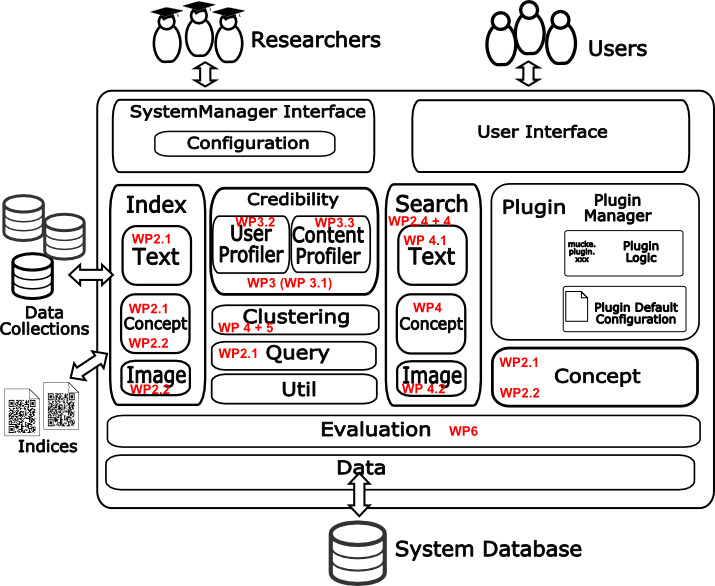 Researchers
Users
SystemManager Interface
Configuration
User Interface
Index
WP2.1
Text
WP2.1
Concept
WP2.2
Image
WP2.2
Credibility
WP3.2
User
Profiler
WP3.3
Content
Profiler
WP3 (WP 3.1)
Clustering
WP 4 + 5
WP2.1 Query
Util
Search
WP2.4 + 4
WP 4.1
Text
WP4
Concept
Image
WP 4.2
Plugin
Plugin
Manager
mucke.
plugin.
xxx
Plugin
Logic
Plugin Default
Configuration
WP2.1
Concept
WP2.2
Data
Collections
Indices
Evaluation WP6
Data
System Database